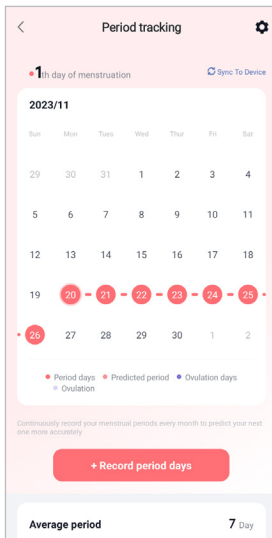 Period tracking
1th day of menstruation
Sync To Device
2023/11
Sun Mon Tues Wed Thur Fri Sat
29 30 31 1 2 3 4
5 6 7 8 9 10 11
12 13 14 15 16 17 18
19 20 21 22 23 24 25
26 27 28 29 30 1 2
Period days Predicted period Ovulation days
Ovulation
Continuously record your menstrual periods every month to predict your next
one more accurately
+ Record period days
Average period 7 Day